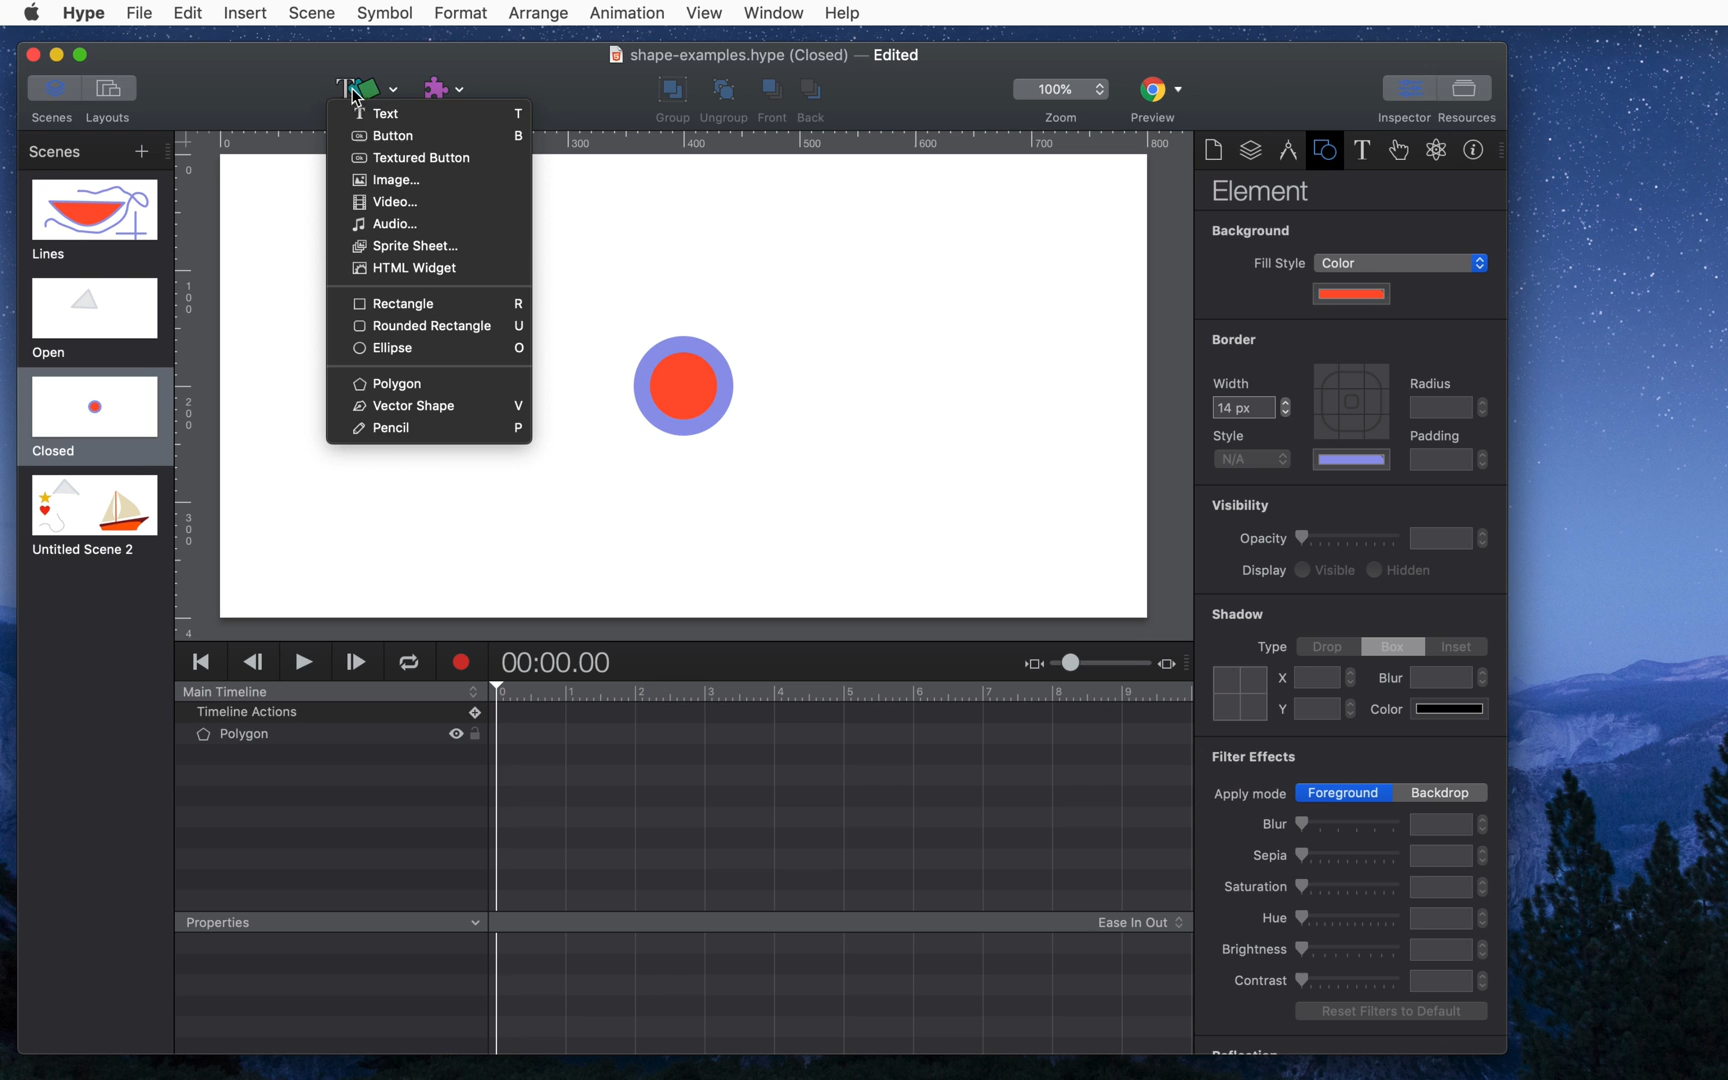 Hype File Edit Insert Scene Symbol Format Arrange Animation View Window Help
shape-examples.hype (Closed) — Edited
100%
Scenes Layouts
Group Ungroup Front Back
Zoom
Preview
Inspector Resources
Scenes +
Lines
Open
Closed
Untitled Scene 2
Text T
Button B
Textured Button
Image...
Video...
Audio...
Sprite Sheet...
HTML Widget
Rectangle R
Rounded Rectangle U
Ellipse O
Polygon
Vector Shape V
Pencil P
0 300 400 500 600 700 800
0
100
200
300
4
00:00.00
Main Timeline
0 1 2 3 4 5 6 7 8 9
Timeline Actions
Polygon
Properties
Ease In Out
Element
Background
Fill Style Color
Border
Width Radius
14 px
Style Padding
N/A
Visibility
Opacity
Display Visible Hidden
Shadow
Type Drop Box Inset
X Blur
Y Color
Filter Effects
Apply mode Foreground Backdrop
Blur
Sepia
Saturation
Hue
Brightness
Contrast
Reset Filters to Default